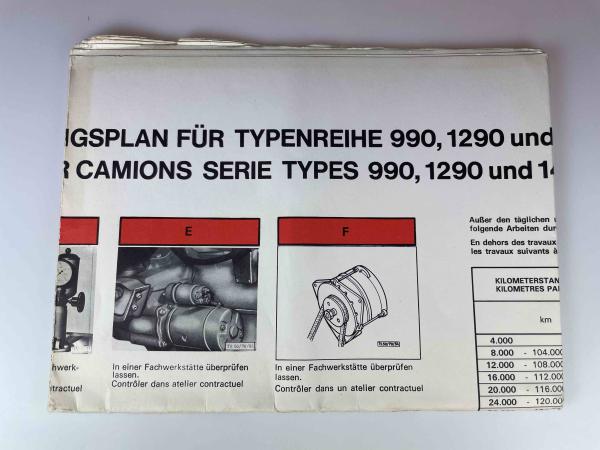 NGSPLAN FÜR TYPENREIHE 990, 1290 und
R CAMIONS SERIE TYPES 990, 1290 und 14
E
F
In einer Fachwerkstätte überprüfen
lassen.
Contrôler dans atelier contractuel
In einer Fachwerkstätte überprüfen
lassen.
Contrôler dans un atelier contractuel
hwerk-
tractuel
Außer den täglichen u
folgende Arbeiten dur
En dehors des travaux
les travaux suivants à
KILOMETERSTAN
KILOMETRES PA
km
4.000
8.000 - 104.000
12.000 - 108.000
16.000 - 112.000
20.000 - 116.000
24.000 - 120.000